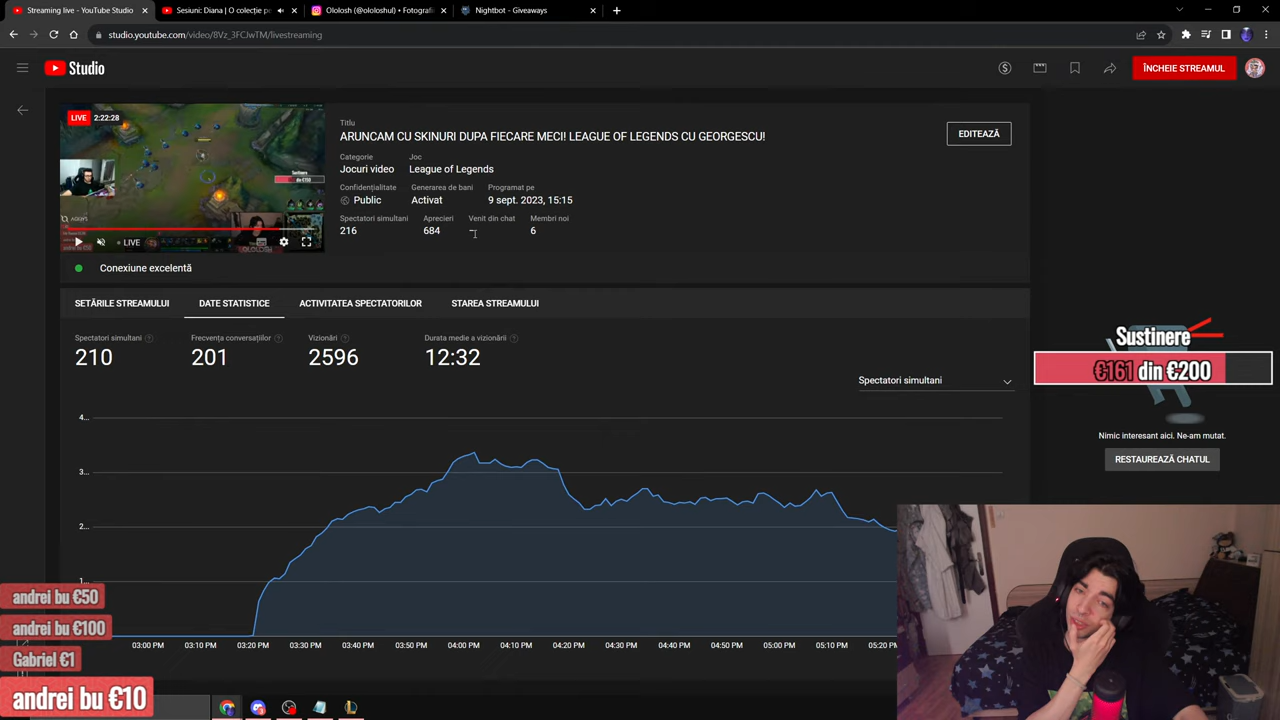 Streaming live - YouTube Studio
Sesiuni: Diana | O colecție pe
Ololosh (@ololoshul) • Fotografi
Nightbot - Giveaways
studio.youtube.com/video/8Vz_3FCJwTM/livestreaming
Studio
ÎNCHEIE STREAMUL
LIVE 2:22:28
Titlu
ARUNCAM CU SKINURI DUPA FIECARE MECI! LEAGUE OF LEGENDS CU GEORGESCU!
EDITEAZĂ
Categorie
Joc
Jocuri video
League of Legends
Confidențialitate
Generarea de bani
Programat pe
Public
Activat
9 sept. 2023, 15:15
Spectatori simultani
Aprecieri
Venit din chat
Membri noi
216
684
–
6
LIVE
Conexiune excelentă
SETĂRILE STREAMULUI
DATE STATISTICE
ACTIVITATEA SPECTATORILOR
STAREA STREAMULUI
Spectatori simultani
Frecvența conversațiilor
Vizionări
Durata medie a vizionării
210
201
2596
12:32
Spectatori simultani
4...
3...
2...
1...
03:00 PM
03:10 PM
03:20 PM
03:30 PM
03:40 PM
03:50 PM
04:00 PM
04:10 PM
04:20 PM
04:30 PM
04:40 PM
04:50 PM
05:00 PM
05:10 PM
05:20 PM
Sustinere
€161 din €200
Nimic interesant aici. Ne-am mutat.
RESTAUREAZĂ CHATUL
andrei bu €50
andrei bu €100
Gabriel €1
andrei bu €10